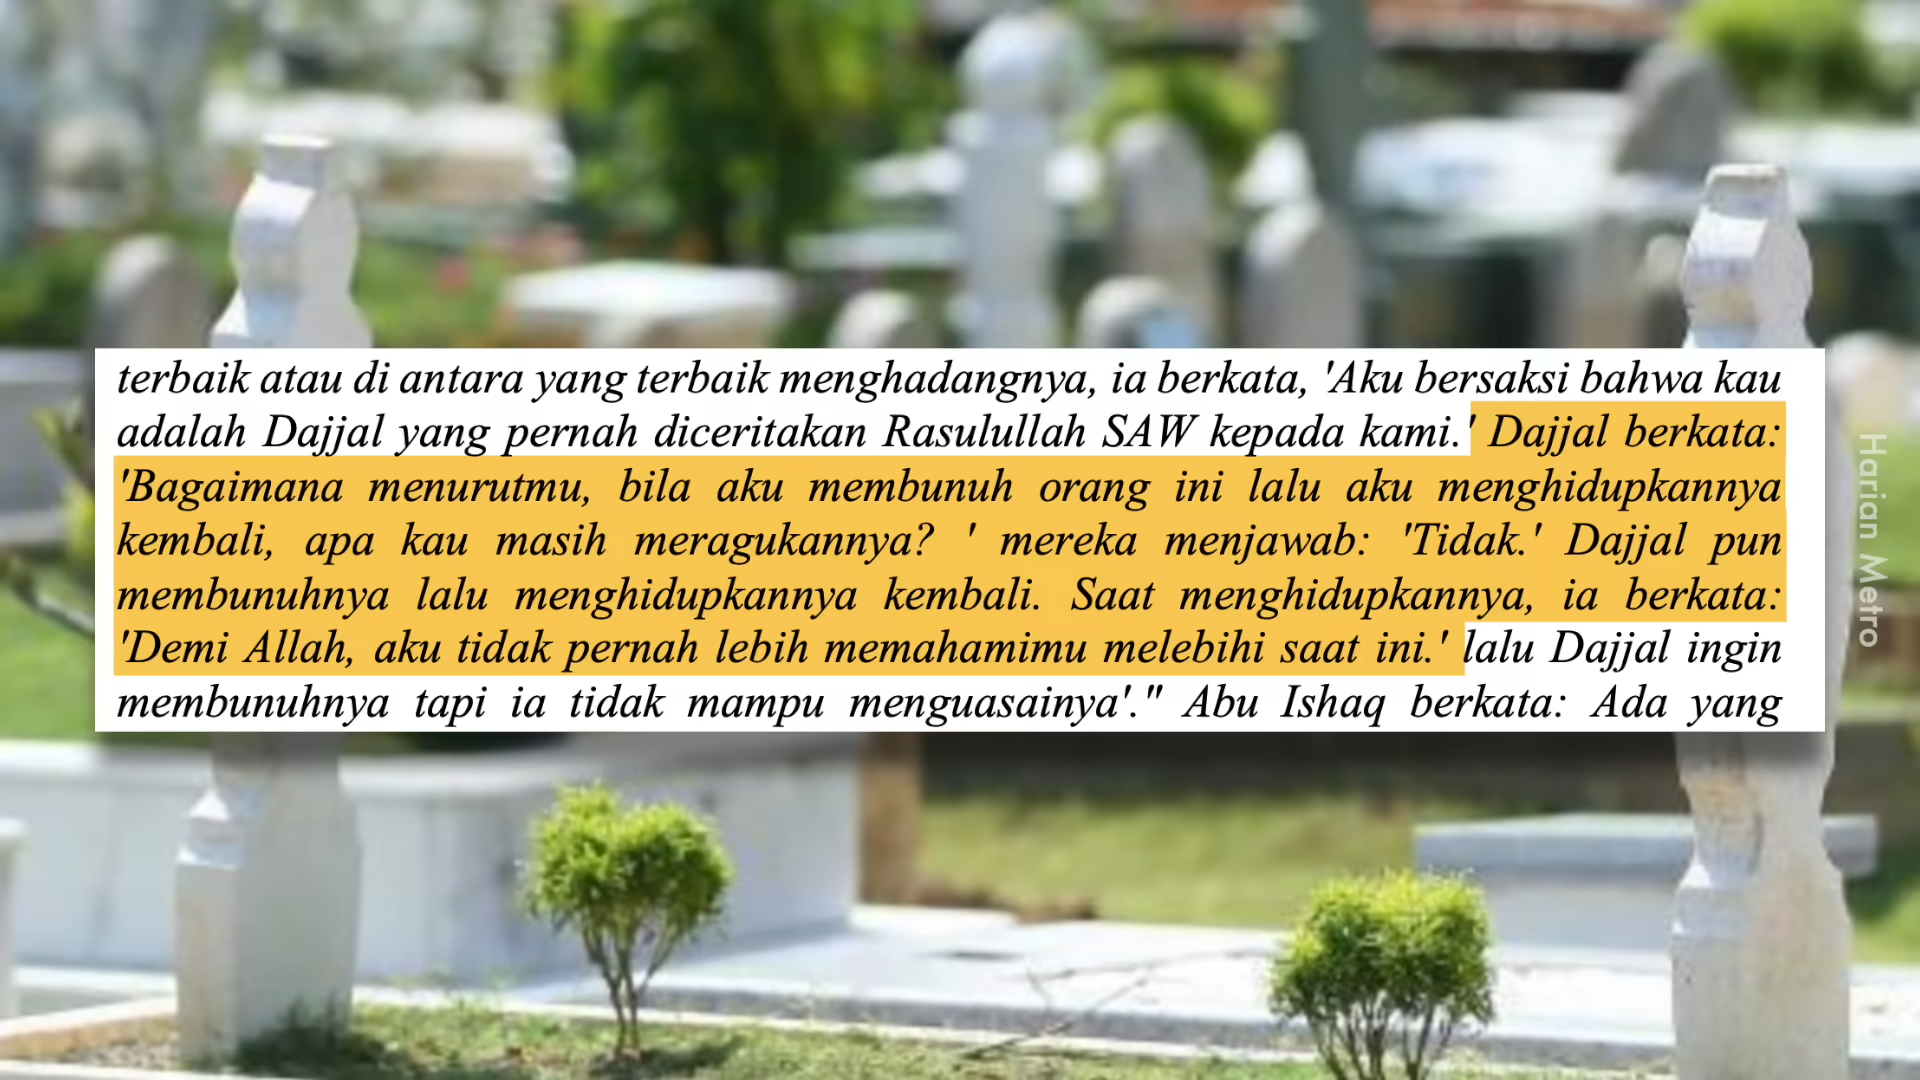 terbaik atau di antara yang terbaik menghadangnya, ia berkata, 'Aku bersaksi bahwa kau
adalah Dajjal yang pernah diceritakan Rasulullah SAW kepada kami.' Dajjal berkata:
'Bagaimana menurutmu, bila aku membunuh orang ini lalu aku menghidupkannya
kembali, apa kau masih meragukannya? ' mereka menjawab: 'Tidak.' Dajjal pun
membunuhnya lalu menghidupkannya kembali. Saat menghidupkannya, ia berkata:
'Demi Allah, aku tidak pernah lebih memahamimu melebihi saat ini.' lalu Dajjal ingin
membunuhnya tapi ia tidak mampu menguasainya'." Abu Ishaq berkata: Ada yang
Harian Metro